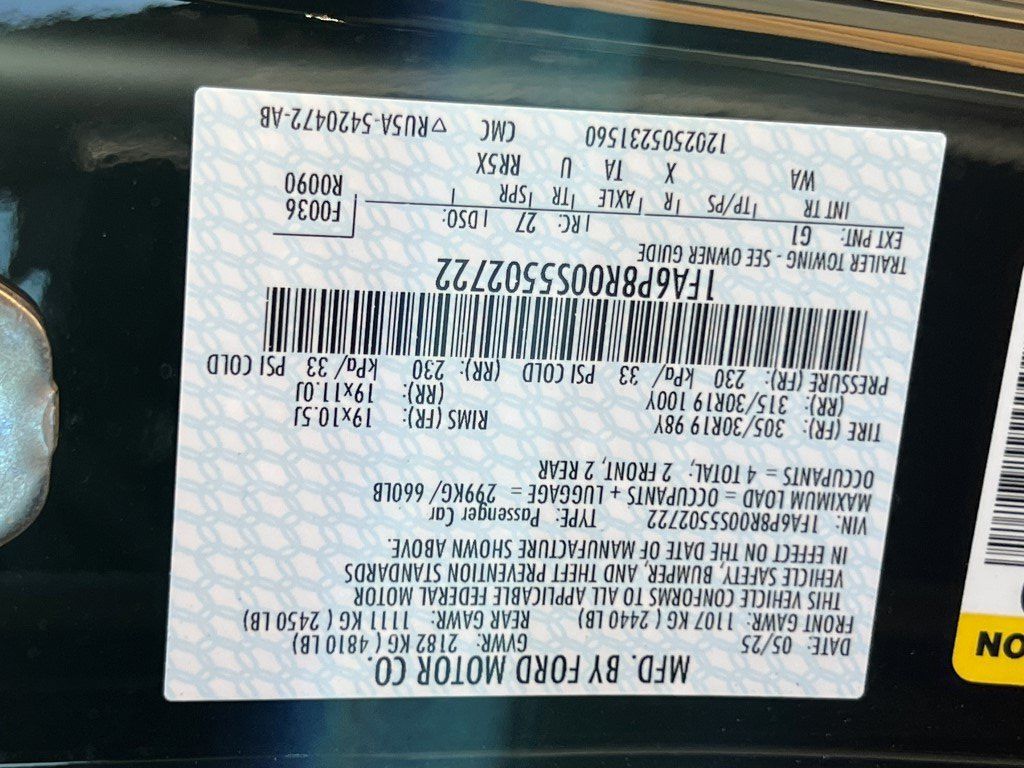 MFD. BY FORD MOTOR CO.
DATE: 05/25 GVWR: 2182 KG ( 4810 LB)
FRONT GAWR: 1107 KG ( 2440 LB) REAR GAWR: 1111 KG ( 2450 LB)
THIS VEHICLE CONFORMS TO ALL APPLICABLE FEDERAL MOTOR
VEHICLE SAFETY, BUMPER, AND THEFT PREVENTION STANDARDS
IN EFFECT ON THE DATE OF MANUFACTURE SHOWN ABOVE.
VIN: 1FA6P8R00S5502722 TYPE: Passenger Car
MAXIMUM LOAD = OCCUPANTS + LUGGAGE = 299KG/ 660LB
OCCUPANTS = 4 TOTAL; 2 FRONT, 2 REAR
TIRE (FR): 305/30R19 98Y RIMS (FR): 19x10.5J
(RR): 315/30R19 100Y (RR): 19x11.0J
PRESSURE (FR): 230 kPa/ 33 PSI COLD (RR): 230 kPa/ 33 PSI COLD
1FA6P8R00S5502722
TRAILER TOWING - SEE OWNER GUIDE
EXT PNT: G1 RC: 27 DSO: F0036
INT TR TP/PS R AXLE TR SPR R0090
WA X TA U RR5X
120250523​1560 CMC ▽RU5A-5420472-AB
NO